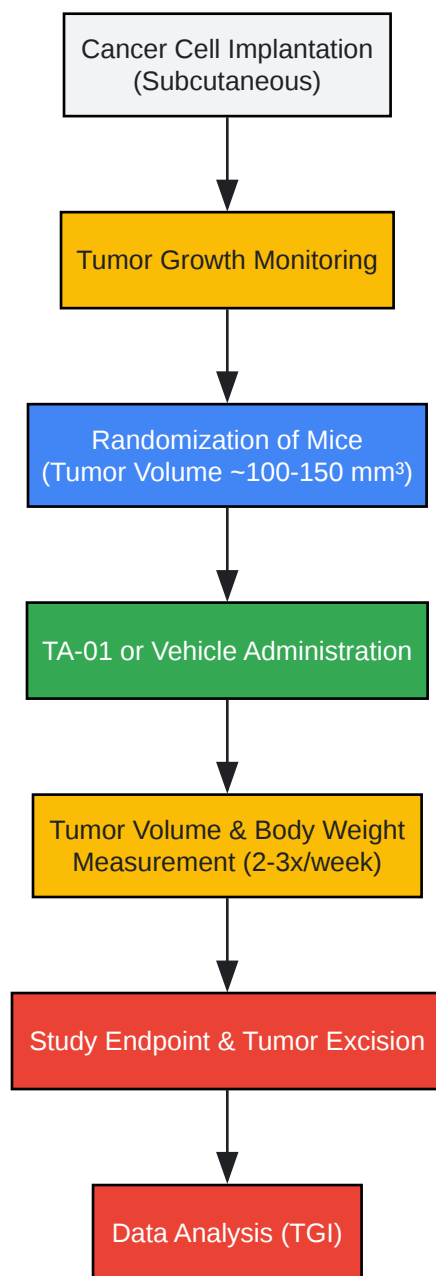 Cancer Cell Implantation
(Subcutaneous)
Tumor Growth Monitoring
Randomization of Mice
(Tumor Volume ~100-150 mm³)
TA-01 or Vehicle Administration
Tumor Volume & Body Weight
Measurement (2-3x/week)
Study Endpoint & Tumor Excision
Data Analysis (TGI)